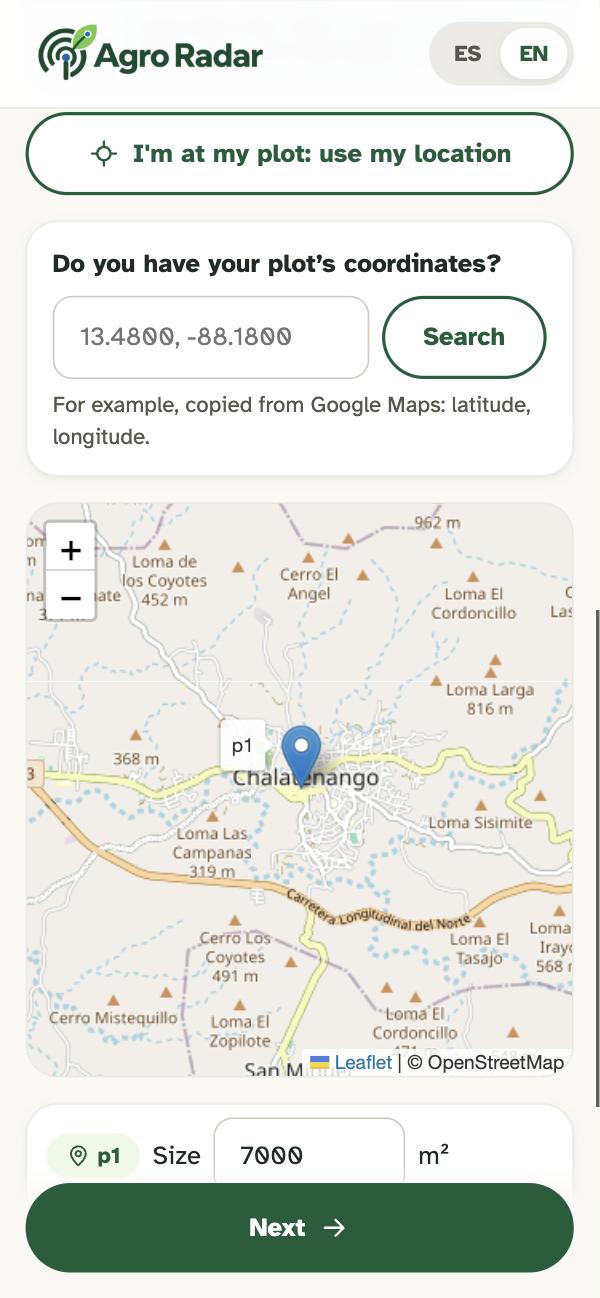 Agro Radar
ES EN
I'm at my plot: use my location
Do you have your plot’s coordinates?
13.4800, -88.1800
Search
For example, copied from Google Maps: latitude,
longitude.
+
−
962 m
Loma de
los Coyotes
452 m
Cerro El
Angel
Loma El
Cordoncillo
Loma Larga
816 m
p1
368 m
Chalatenango
3
Loma Las
Campanas
319 m
Loma Sisimite
Carretera Longitudinal del Norte
Cerro Los
Coyotes
491 m
Loma El
Tasajo
Loma
Iray
568
Cerro Mistequillo
Loma El
Zopilote
Loma El
Cordoncillo
Leaflet | © OpenStreetMap
p1 Size 7000 m²
Next →